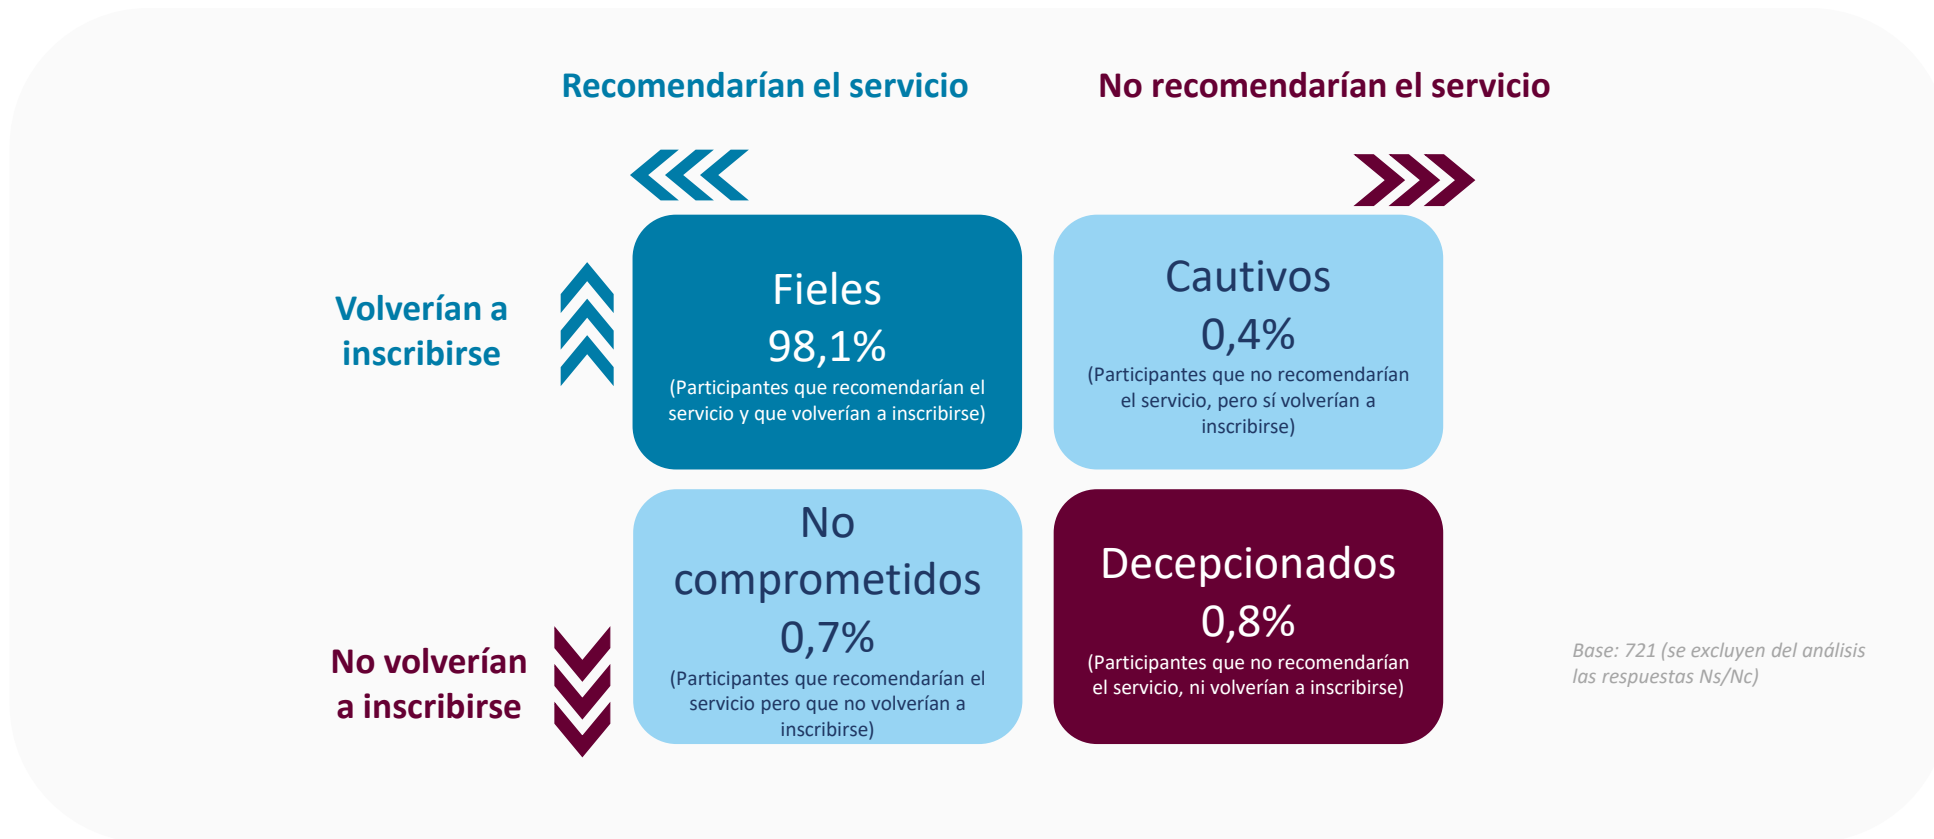 Recomendarían el servicio
No recomendarían el servicio
Volverían a
inscribirse
Fieles
98,1%
(Participantes que recomendarían el
servicio y que volverían a inscribirse)
Cautivos
0,4%
(Participantes que no recomendarían
el servicio, pero sí volverían a
inscribirse)
No volverían
a inscribirse
No
comprometidos
0,7%
(Participantes que recomendarían el
servicio pero que no volverían a
inscribirse)
Decepcionados
0,8%
(Participantes que no recomendarían
el servicio, ni volverían a inscribirse)
Base: 721 (se excluyen del análisis
las respuestas Ns/Nc)